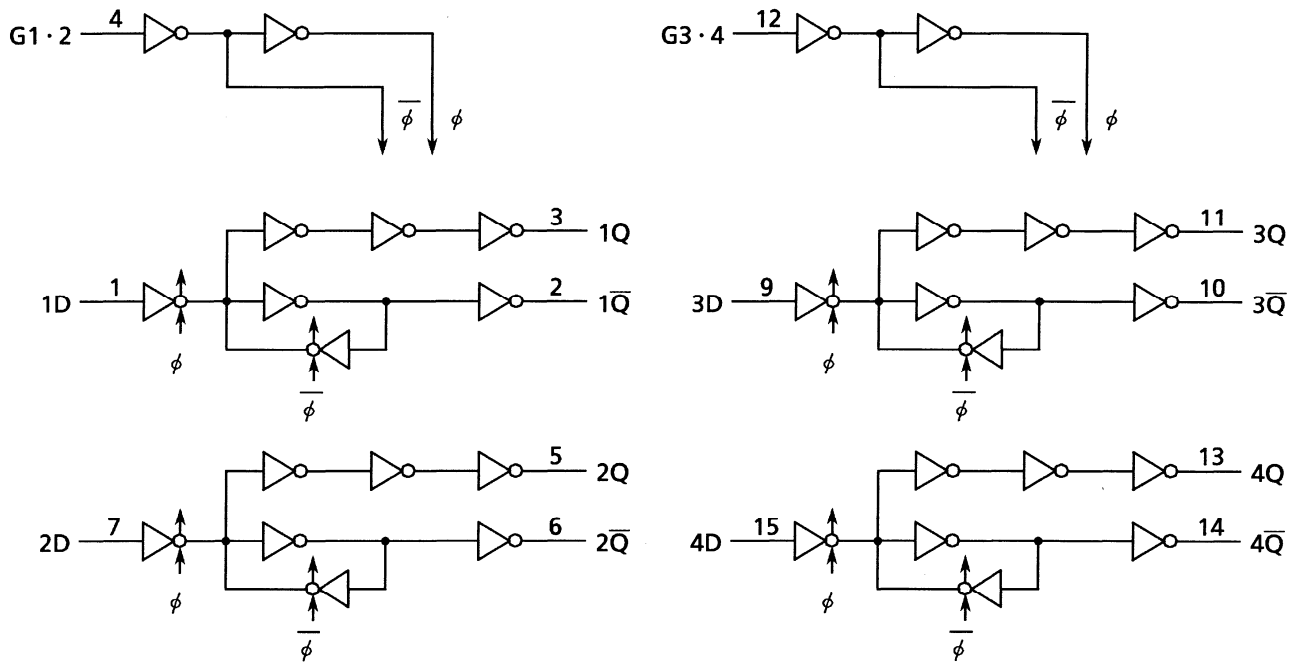 G1 · 2 4 φ̅ φ
G3 · 4 12 φ̅ φ
1D 1 φ φ̅ 3 1Q 2 1Q̅
3D 9 φ φ̅ 11 3Q 10 3Q̅
2D 7 φ φ̅ 5 2Q 6 2Q̅
4D 15 φ φ̅ 13 4Q 14 4Q̅